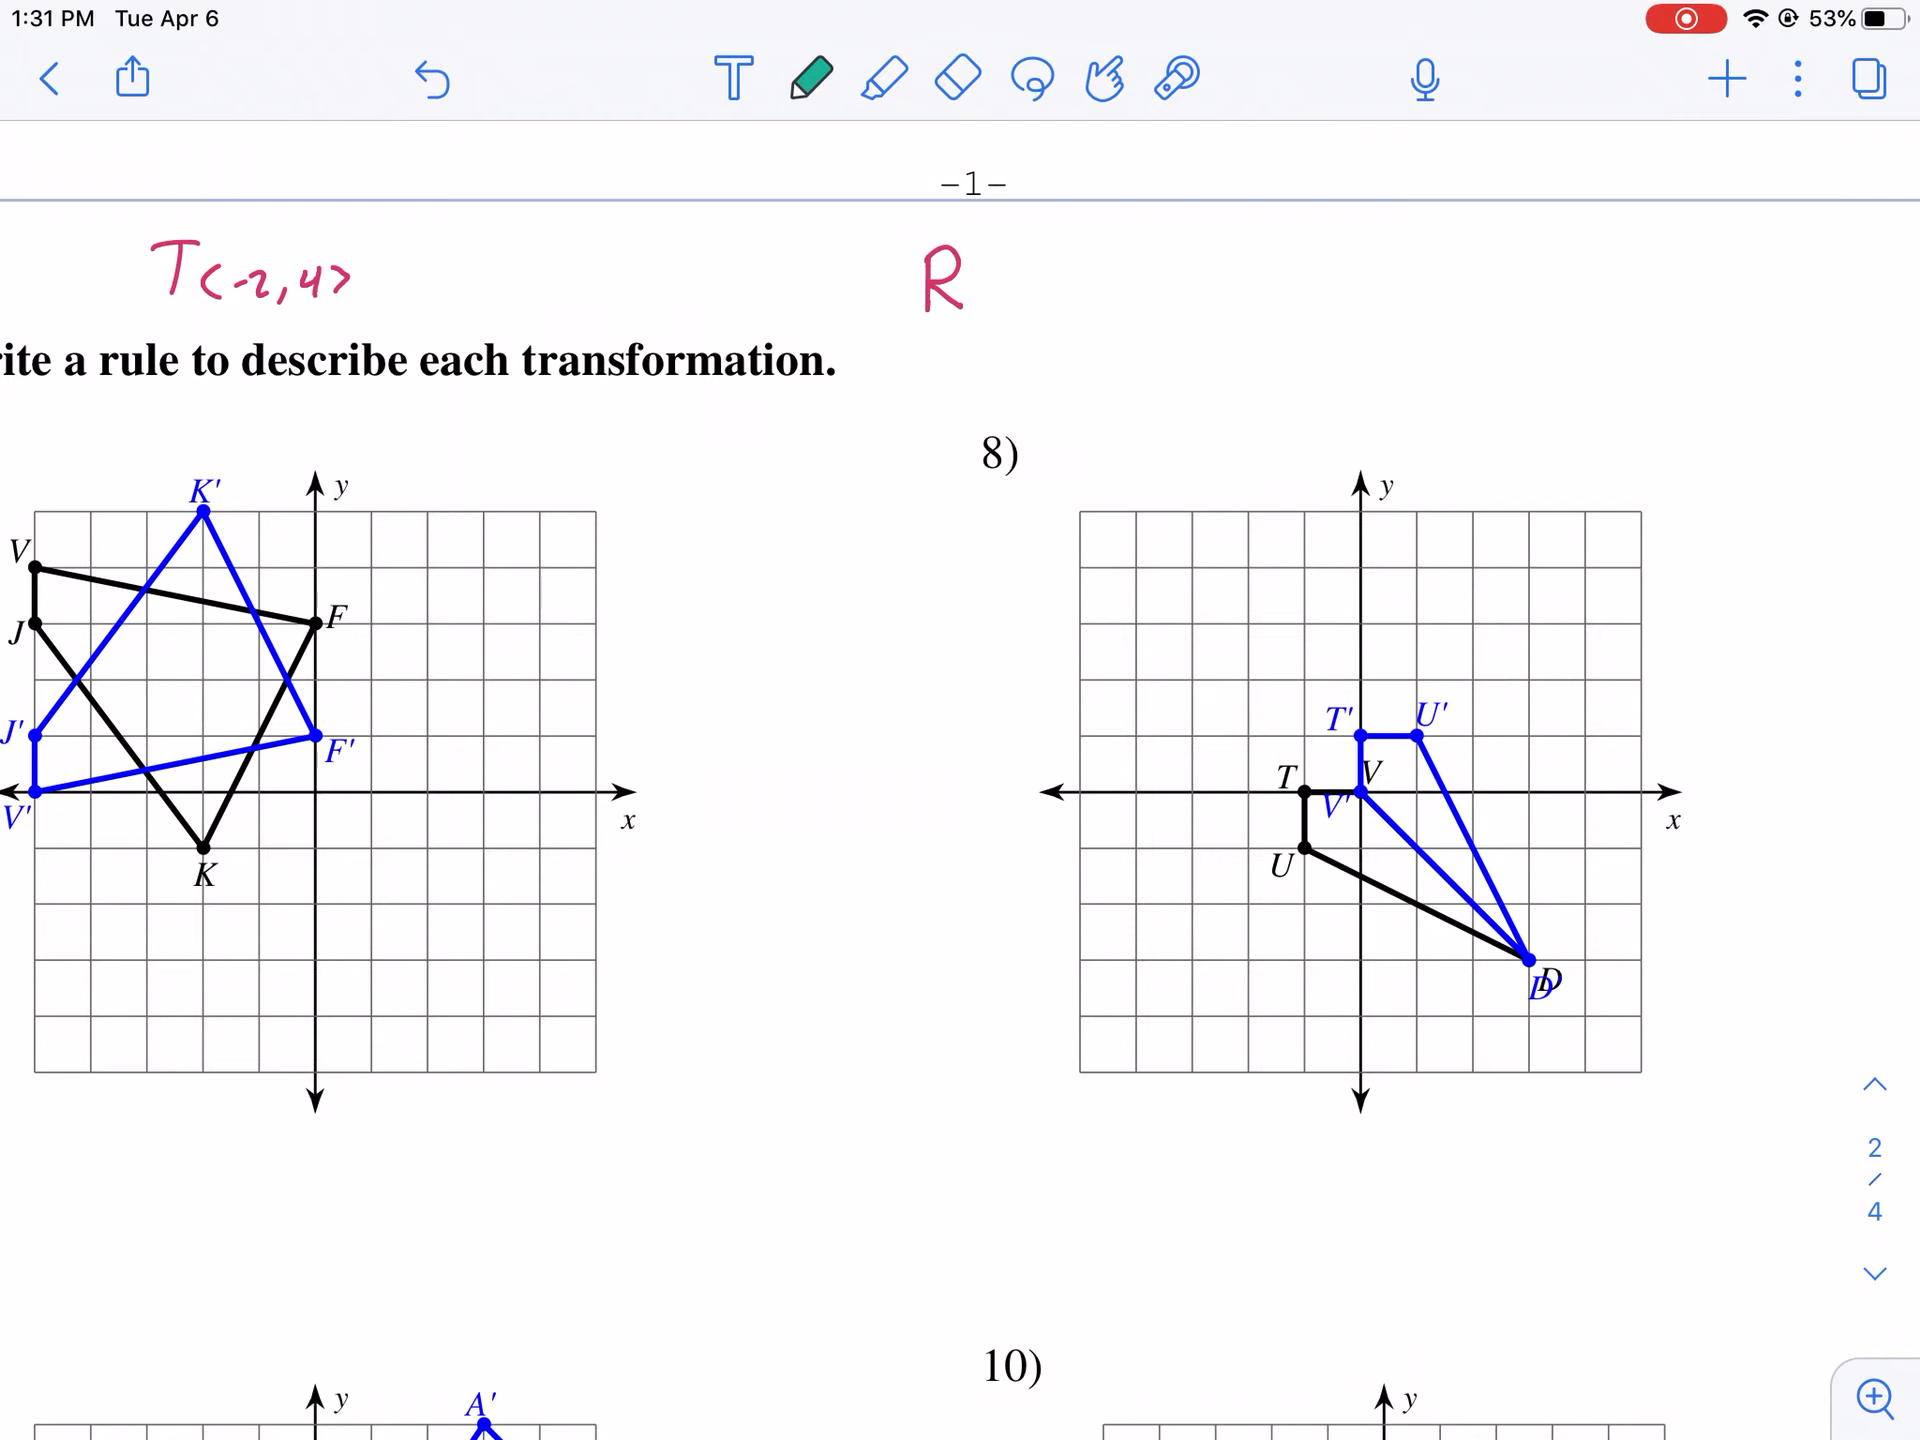 1:31 PM Tue Apr 6 53%
-1-
T<-2,4> R
ite a rule to describe each transformation.
8)
K' y y
V
J F
J' F' T' U'
T V
V' x V' x
K U
D D'
2
/
4
10)
y A' y